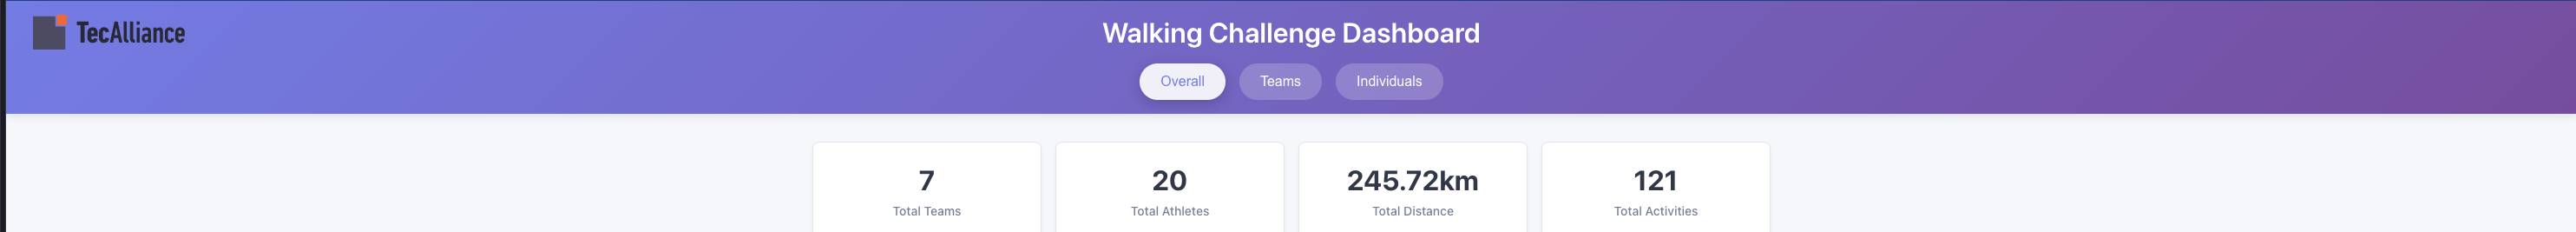 TecAlliance
Walking Challenge Dashboard
Overall
Teams
Individuals
7
Total Teams
20
Total Athletes
245.72km
Total Distance
121
Total Activities